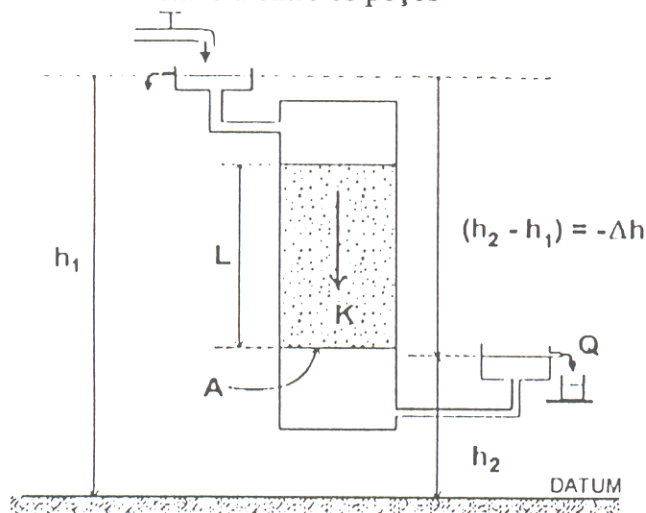 h₁
L
K
A
(h₂ - h₁) = -Δh
Q
h₂
DATUM